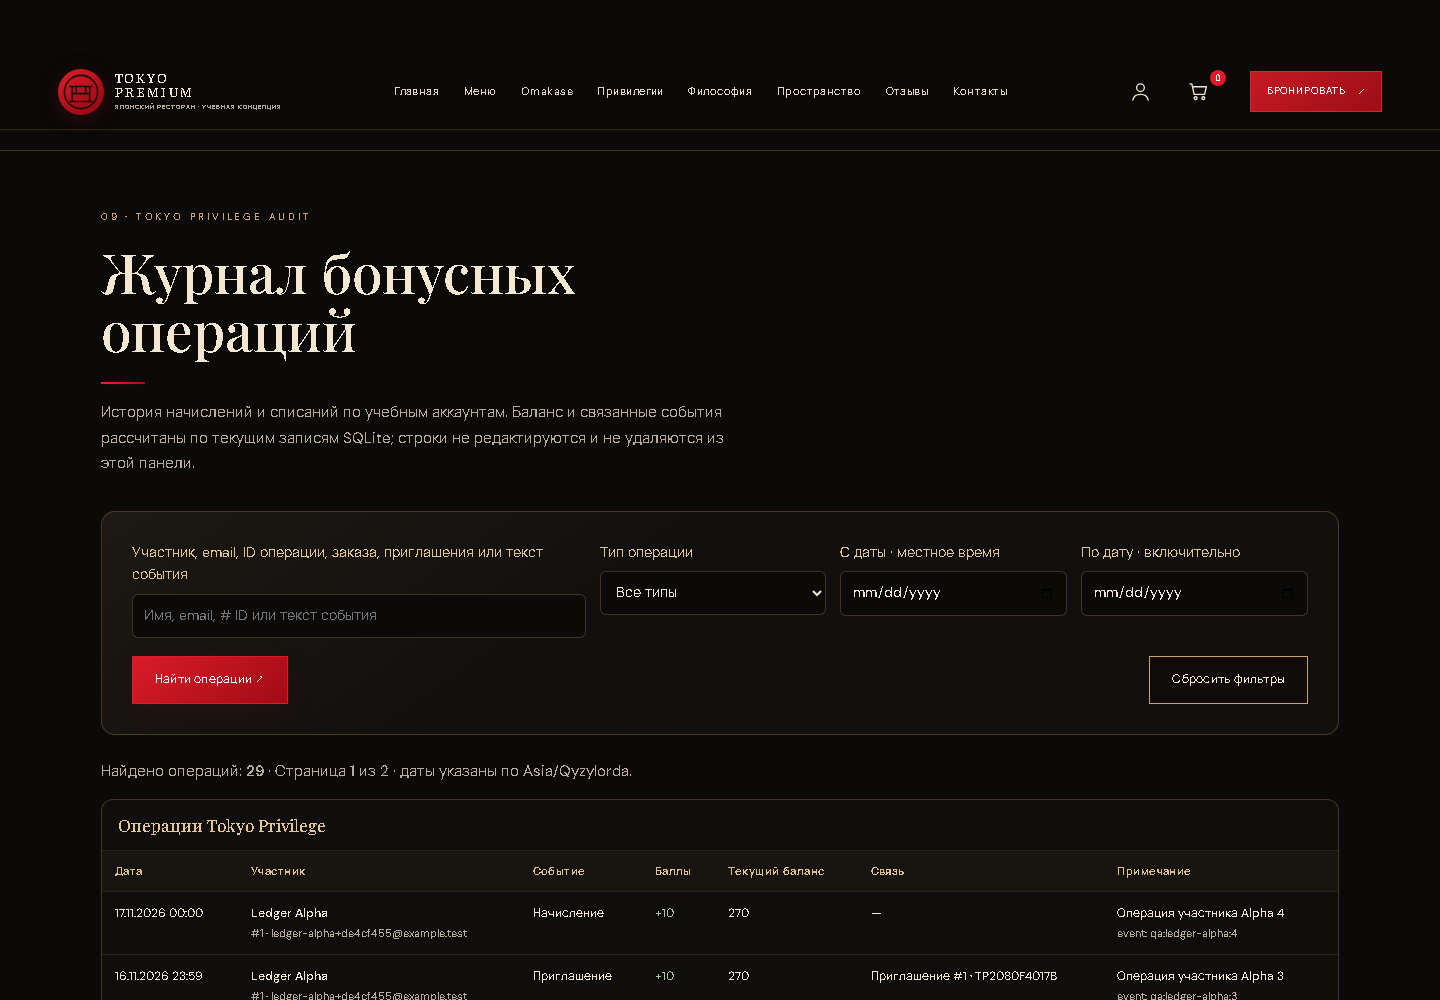 TOKYO
PREMIUM
ЯПОНСКИЙ РЕСТОРАН · УЧЕБНАЯ КОНЦЕПЦИЯ
Главная Меню Omakase Привилегии Философия Пространство Отзывы Контакты
0
БРОНИРОВАТЬ ↗
09 · TOKYO PRIVILEGE AUDIT
Журнал бонусных
операций
История начислений и списаний по учебным аккаунтам. Баланс и связанные события
рассчитаны по текущим записям SQLite; строки не редактируются и не удаляются из
этой панели.
Участник, email, ID операции, заказа, приглашения или текст
события
Тип операции
С даты · местное время
По дату · включительно
Имя, email, # ID или текст события
Все типы
mm/dd/yyyy
mm/dd/yyyy
Найти операции ↗
Сбросить фильтры
Найдено операций: 29 · Страница 1 из 2 · даты указаны по Asia/Qyzylorda.
Операции Tokyo Privilege
Дата Участник Событие Баллы Текущий баланс Связь Примечание
17.11.2026 00:00 Ledger Alpha Начисление +10 270 — Операция участника Alpha 4
#1 · ledger-alpha+de4cf455@example.test event: qa:ledger-alpha:4
16.11.2026 23:59 Ledger Alpha Приглашение +10 270 Приглашение #1 · TP2080F4017B Операция участника Alpha 3
#1 · ledger-alpha+de4cf455@example.test event: qa:ledger-alpha:3